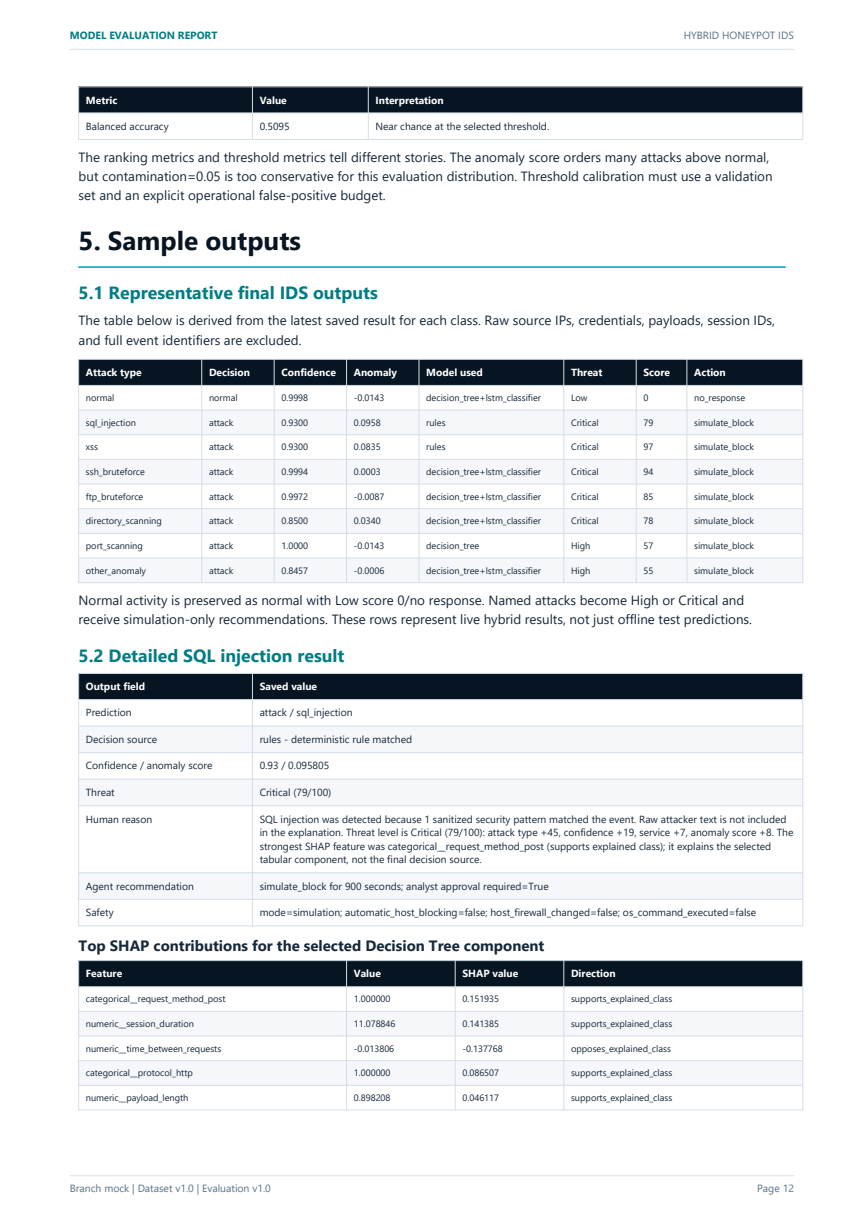 MODEL EVALUATION REPORT HYBRID HONEYPOT IDS
Metric Value Interpretation
Balanced accuracy 0.5095 Near chance at the selected threshold.
The ranking metrics and threshold metrics tell different stories. The anomaly score orders many attacks above normal,
but contamination=0.05 is too conservative for this evaluation distribution. Threshold calibration must use a validation
set and an explicit operational false-positive budget.
5. Sample outputs
5.1 Representative final IDS outputs
The table below is derived from the latest saved result for each class. Raw source IPs, credentials, payloads, session IDs,
and full event identifiers are excluded.
Attack type Decision Confidence Anomaly Model used Threat Score Action
normal normal 0.9998 -0.0143 decision_tree+lstm_classifier Low 0 no_response
sql_injection attack 0.9300 0.0958 rules Critical 79 simulate_block
xss attack 0.9300 0.0835 rules Critical 97 simulate_block
ssh_bruteforce attack 0.9994 0.0003 decision_tree+lstm_classifier Critical 94 simulate_block
ftp_bruteforce attack 0.9972 -0.0087 decision_tree+lstm_classifier Critical 85 simulate_block
directory_scanning attack 0.8500 0.0340 decision_tree+lstm_classifier Critical 78 simulate_block
port_scanning attack 1.0000 -0.0143 decision_tree High 57 simulate_block
other_anomaly attack 0.8457 -0.0006 decision_tree+lstm_classifier High 55 simulate_block
Normal activity is preserved as normal with Low score 0/no response. Named attacks become High or Critical and
receive simulation-only recommendations. These rows represent live hybrid results, not just offline test predictions.
5.2 Detailed SQL injection result
Output field Saved value
Prediction attack / sql_injection
Decision source rules - deterministic rule matched
Confidence / anomaly score 0.93 / 0.095805
Threat Critical (79/100)
Human reason SQL injection was detected because 1 sanitized security pattern matched the event. Raw attacker text is not included
in the explanation. Threat level is Critical (79/100): attack type +45, confidence +19, service +7, anomaly score +8. The
strongest SHAP feature was categorical__request_method_post (supports explained class); it explains the selected
tabular component, not the final decision source.
Agent recommendation simulate_block for 900 seconds; analyst approval required=True
Safety mode=simulation; automatic_host_blocking=false; host_firewall_changed=false; os_command_executed=false
Top SHAP contributions for the selected Decision Tree component
Feature Value SHAP value Direction
categorical__request_method_post 1.000000 0.151935 supports_explained_class
numeric__session_duration 11.078846 0.141385 supports_explained_class
numeric__time_between_requests -0.013806 -0.137768 opposes_explained_class
categorical__protocol_http 1.000000 0.086507 supports_explained_class
numeric__payload_length 0.898208 0.046117 supports_explained_class
Branch mock | Dataset v1.0 | Evaluation v1.0 Page 12